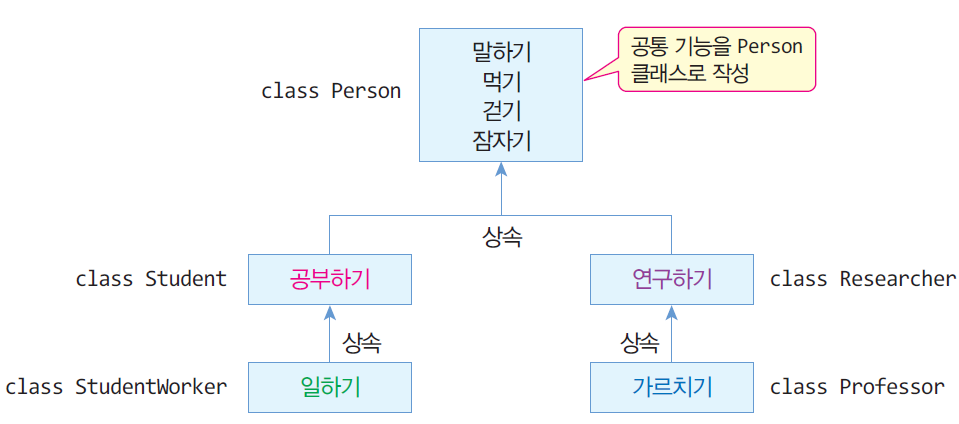 말하기
공통 기능을 Person
클래스로 작성
class Person
먹기
걷기
잠자기
상속
class Student
공부하기
연구하기
class Researcher
상속
상속
class StudentWorker
일하기
가르치기
class Professor